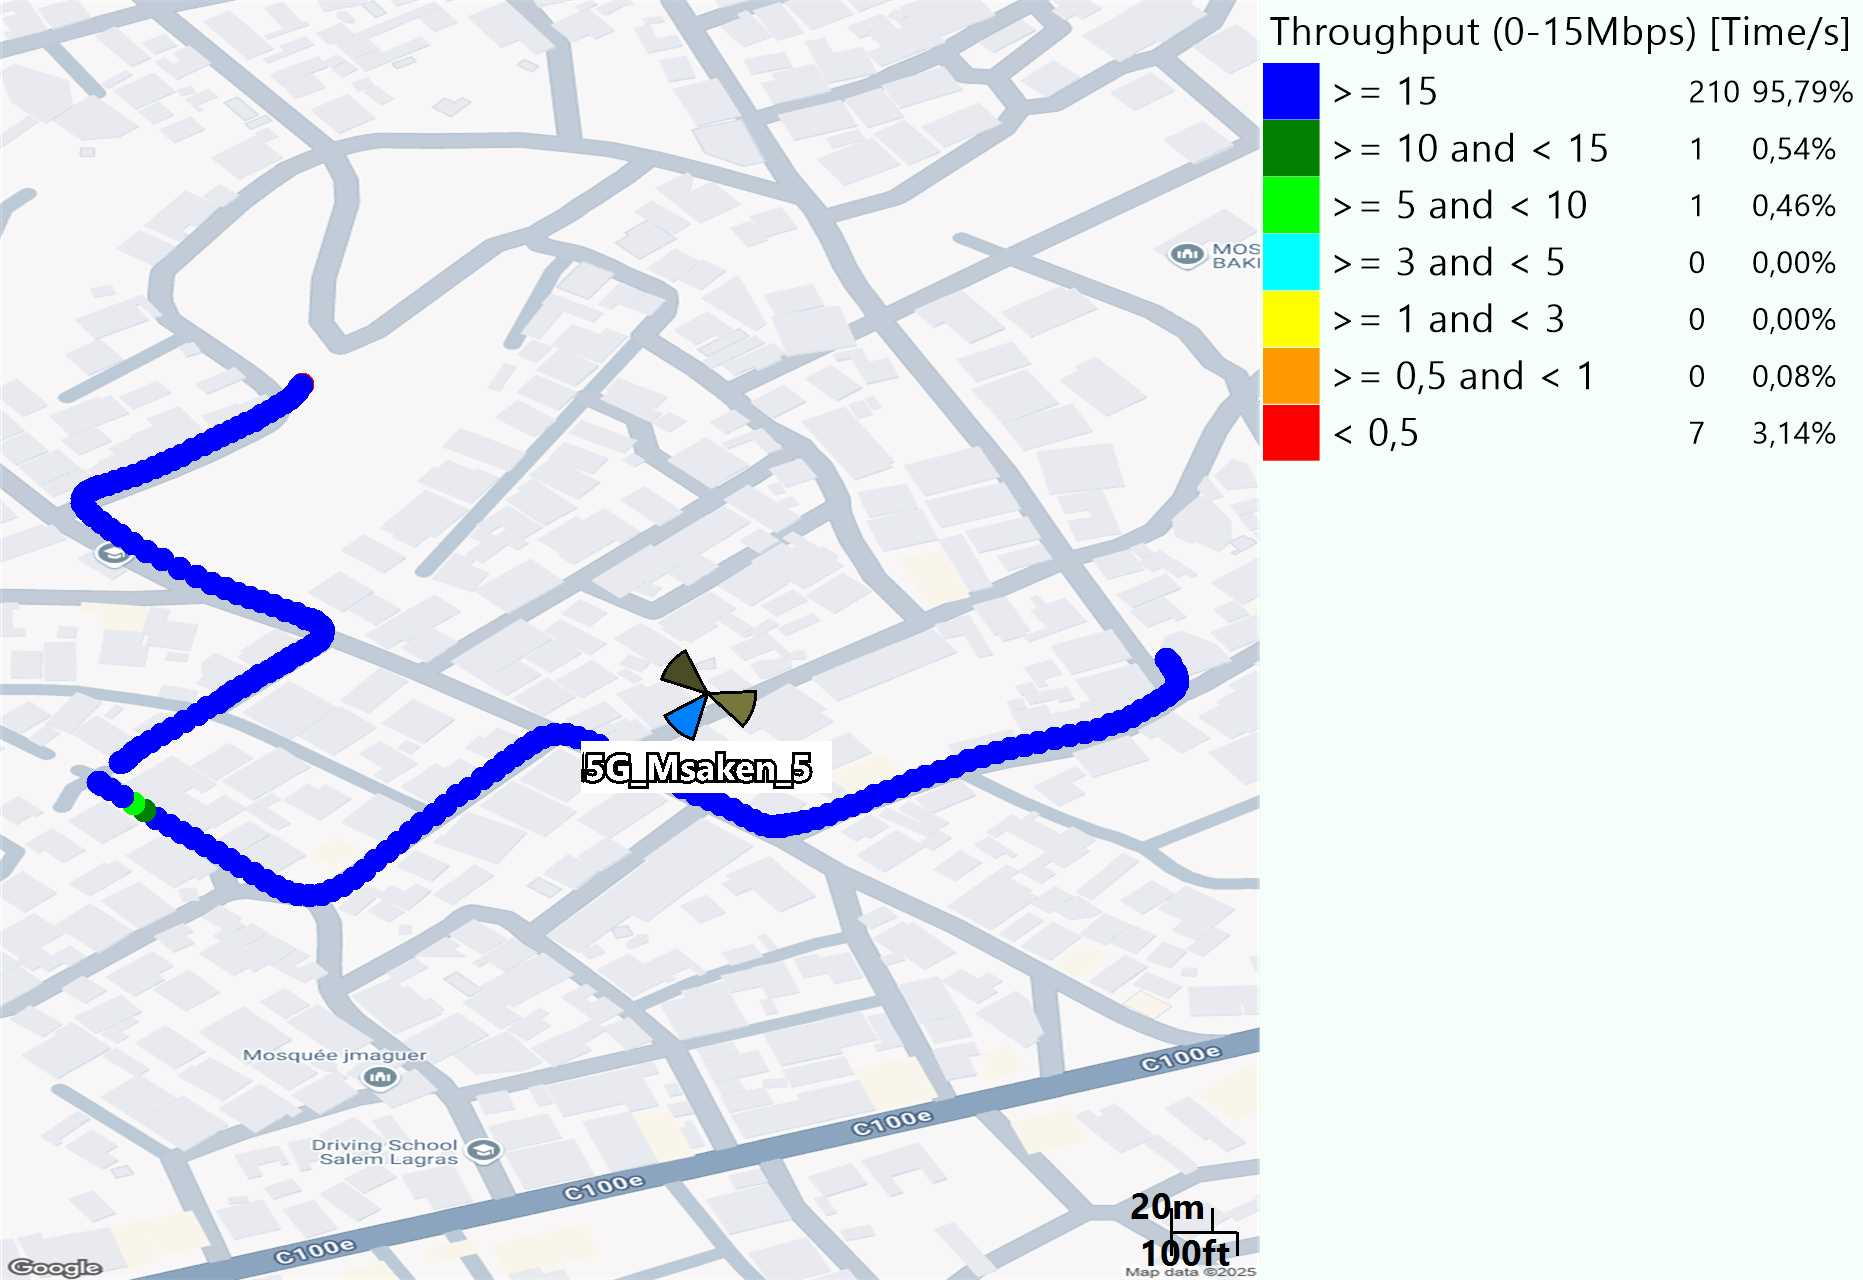 Throughput (0-15Mbps) [Time/s]
>= 15 210 95,79%
>= 10 and < 15 1 0,54%
>= 5 and < 10 1 0,46%
>= 3 and < 5 0 0,00%
>= 1 and < 3 0 0,00%
>= 0,5 and < 1 0 0,08%
< 0,5 7 3,14%
MOS
BAKI
5G_Msaken_5
Mosquée jmaguer
C100e
C100e
Driving School
Salem Lagras
C100e
C100e
20m
100ft
Google
Map data ©2025